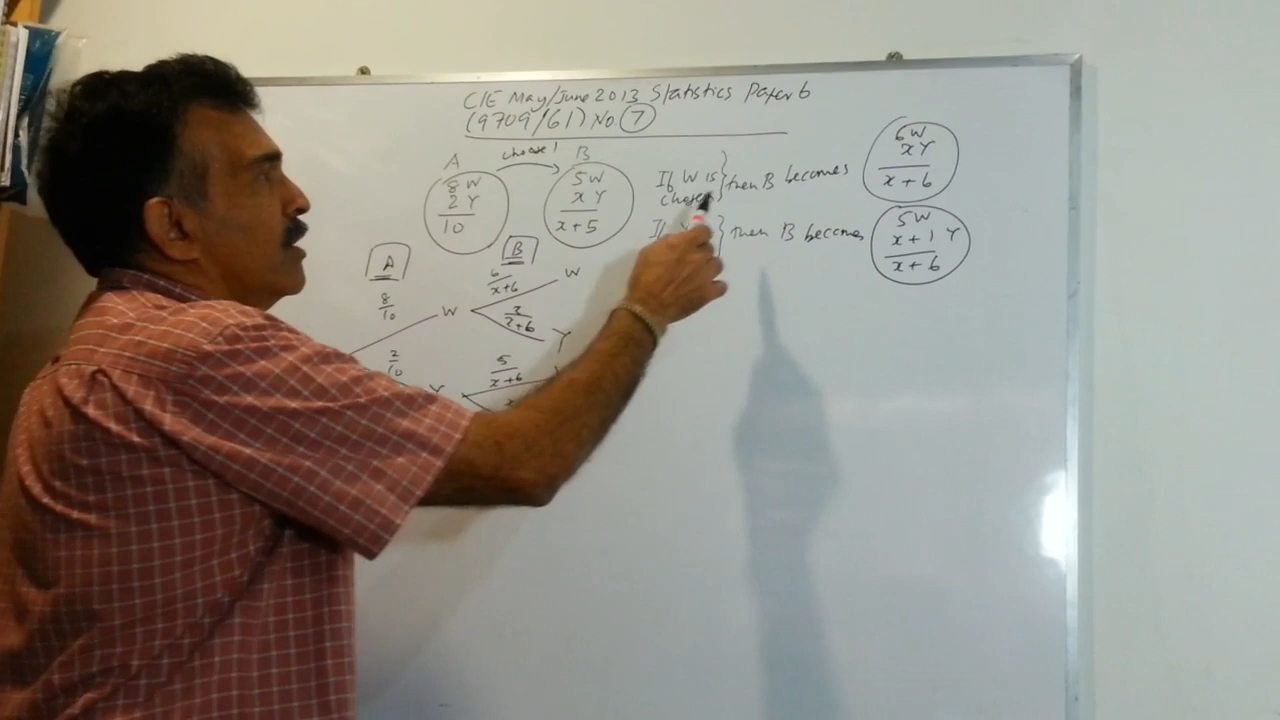 CIE May/June 2013 Statistics Paper 6
(9709/61) No. 7
A choose 1 B
8 W
2 Y
10
5 W
x Y
x + 5
If W is
chosen
then B becomes
6 W
x Y
x + 6
If
then B becomes
5 W
x + 1 Y
x + 6
A B
8/10 W
6/x+6 W
x/x+6 Y
2/10 Y
5/x+6